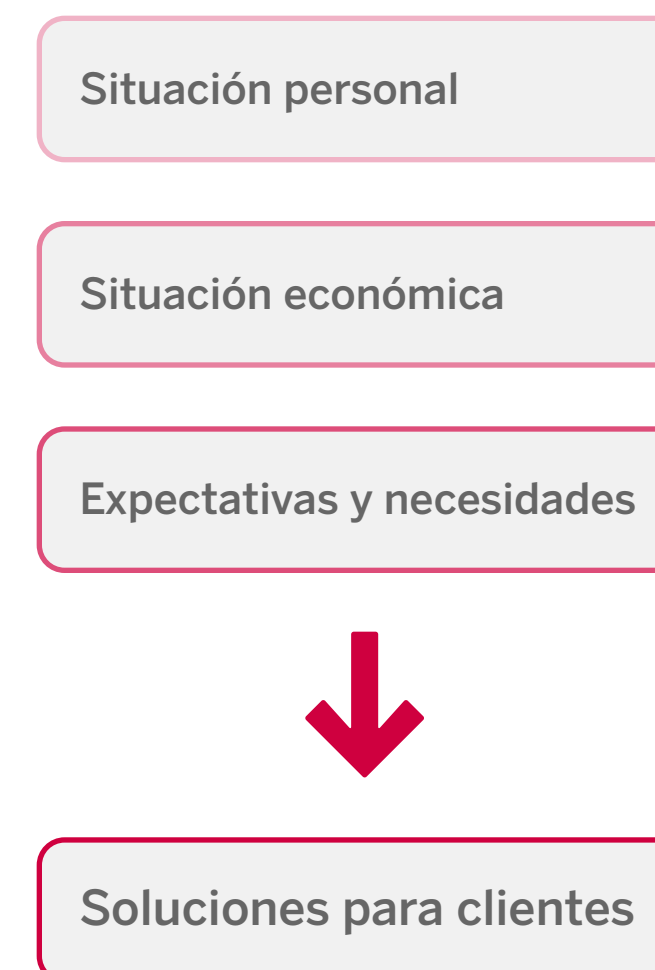 Situación personal
Situación económica
Expectativas y necesidades
Soluciones para clientes